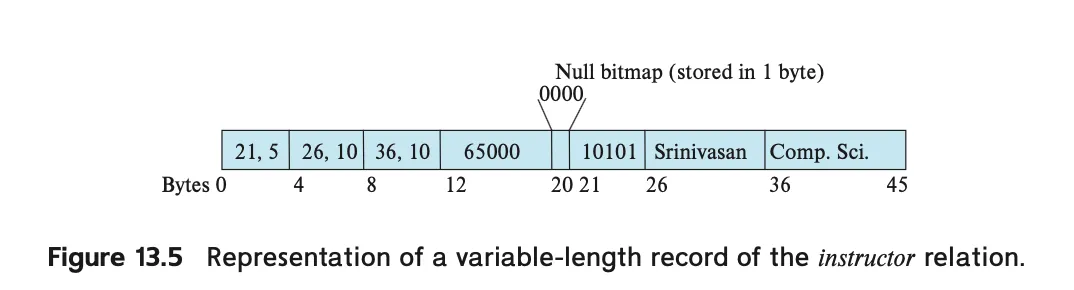 Null bitmap (stored in 1 byte)
0000
21, 5 26, 10 36, 10 65000 10101 Srinivasan Comp. Sci.
Bytes 0 4 8 12 20 21 26 36 45
Figure 13.5 Representation of a variable-length record of the instructor relation.